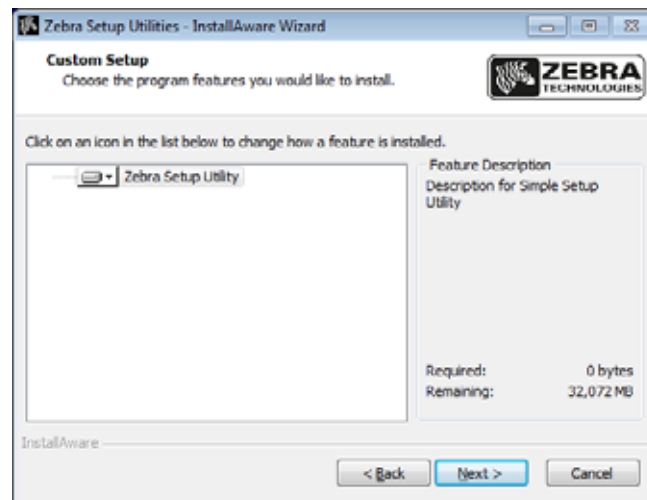 Zebra Setup Utilities - InstallAware Wizard
Custom Setup
Choose the program features you would like to install.
ZEBRA
TECHNOLOGIES
Click on an icon in the list below to change how a feature is installed.
Zebra Setup Utility
Feature Description
Description for Simple Setup
Utility
Required: 0 bytes
Remaining: 32,072 MB
InstallAware
< Back Next > Cancel